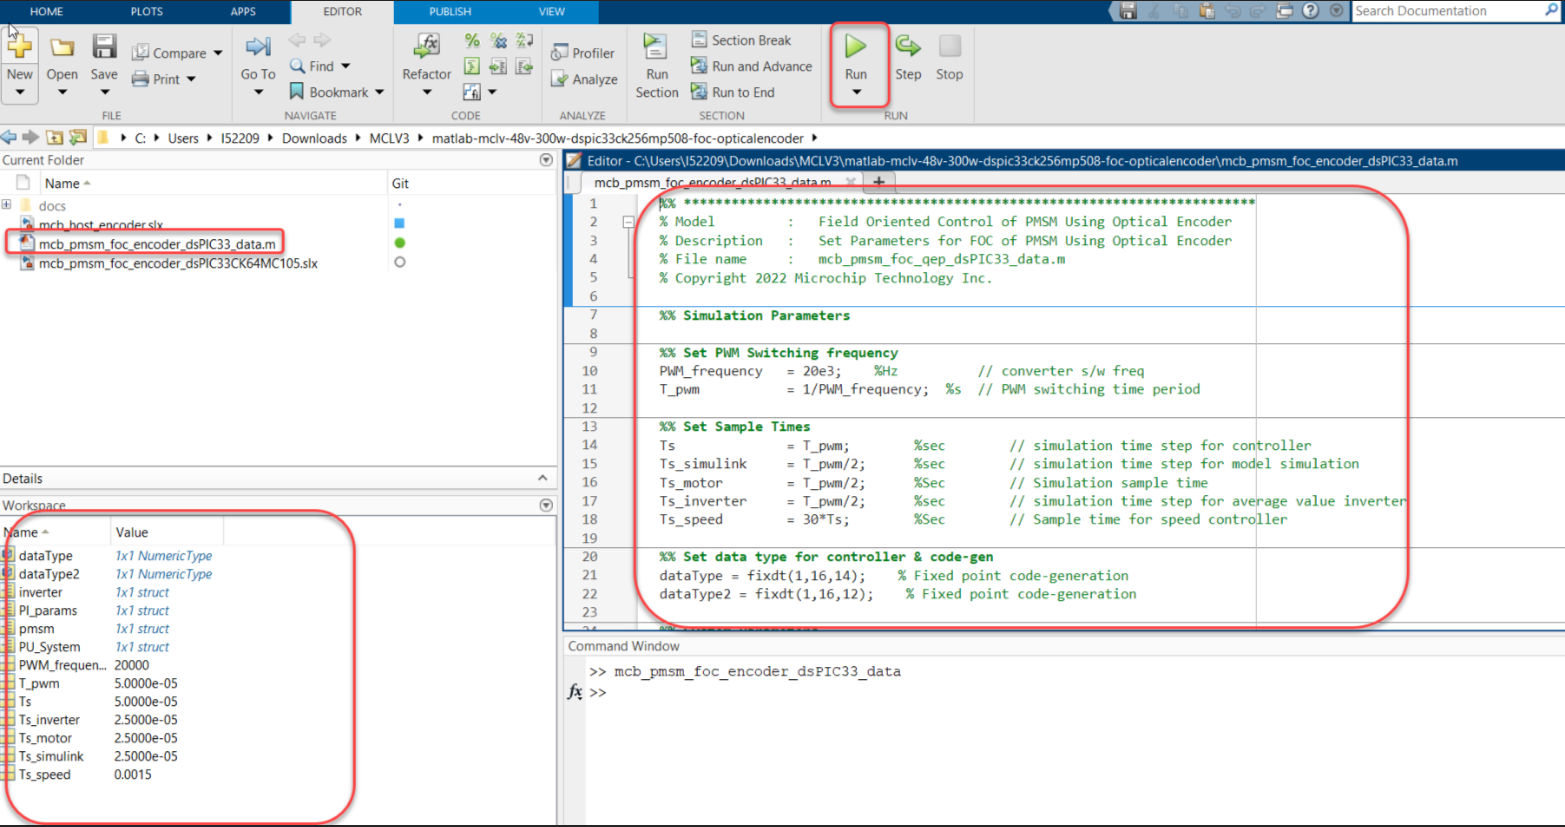 HOME PLOTS APPS EDITOR PUBLISH VIEW Search Documentation
New Open Save Compare Print
FILE
Go To Find Bookmark
NAVIGATE
Refactor
CODE
Profiler Analyze
ANALYZE
Run Section Section Break Run and Advance Run to End
SECTION
Run Step Stop
RUN
C: Users I52209 Downloads MCLV3 matlab-mclv-48v-300w-dspic33ck256mp508-foc-opticalencoder
Current Folder
Name Git
docs
mcb_host_encoder.slx
mcb_pmsm_foc_encoder_dsPIC33_data.m
mcb_pmsm_foc_encoder_dsPIC33CK64MC105.slx
Details
Workspace
Name Value
dataType 1x1 NumericType
dataType2 1x1 NumericType
inverter 1x1 struct
PI_params 1x1 struct
pmsm 1x1 struct
PU_System 1x1 struct
PWM_frequen... 20000
T_pwm 5.0000e-05
Ts 5.0000e-05
Ts_inverter 2.5000e-05
Ts_motor 2.5000e-05
Ts_simulink 2.5000e-05
Ts_speed 0.0015
Editor - C:\Users\I52209\Downloads\MCLV3\matlab-mclv-48v-300w-dspic33ck256mp508-foc-opticalencoder\mcb_pmsm_foc_encoder_dsPIC33_data.m
mcb_pmsm_foc_encoder_dsPIC33_data.m
1 %% ************************************************************************
2 % Model : Field Oriented Control of PMSM Using Optical Encoder
3 % Description : Set Parameters for FOC of PMSM Using Optical Encoder
4 % File name : mcb_pmsm_foc_qep_dsPIC33_data.m
5 % Copyright 2022 Microchip Technology Inc.
6
7 %% Simulation Parameters
8
9 %% Set PWM Switching frequency
10 PWM_frequency = 20e3; %Hz // converter s/w freq
11 T_pwm = 1/PWM_frequency; %s // PWM switching time period
12
13 %% Set Sample Times
14 Ts = T_pwm; %sec // simulation time step for controller
15 Ts_simulink = T_pwm/2; %sec // simulation time step for model simulation
16 Ts_motor = T_pwm/2; %Sec // Simulation sample time
17 Ts_inverter = T_pwm/2; %sec // simulation time step for average value inverter
18 Ts_speed = 30*Ts; %Sec // Sample time for speed controller
19
20 %% Set data type for controller & code-gen
21 dataType = fixdt(1,16,14); % Fixed point code-generation
22 dataType2 = fixdt(1,16,12); % Fixed point code-generation
23
Command Window
>> mcb_pmsm_foc_encoder_dsPIC33_data
fx >>